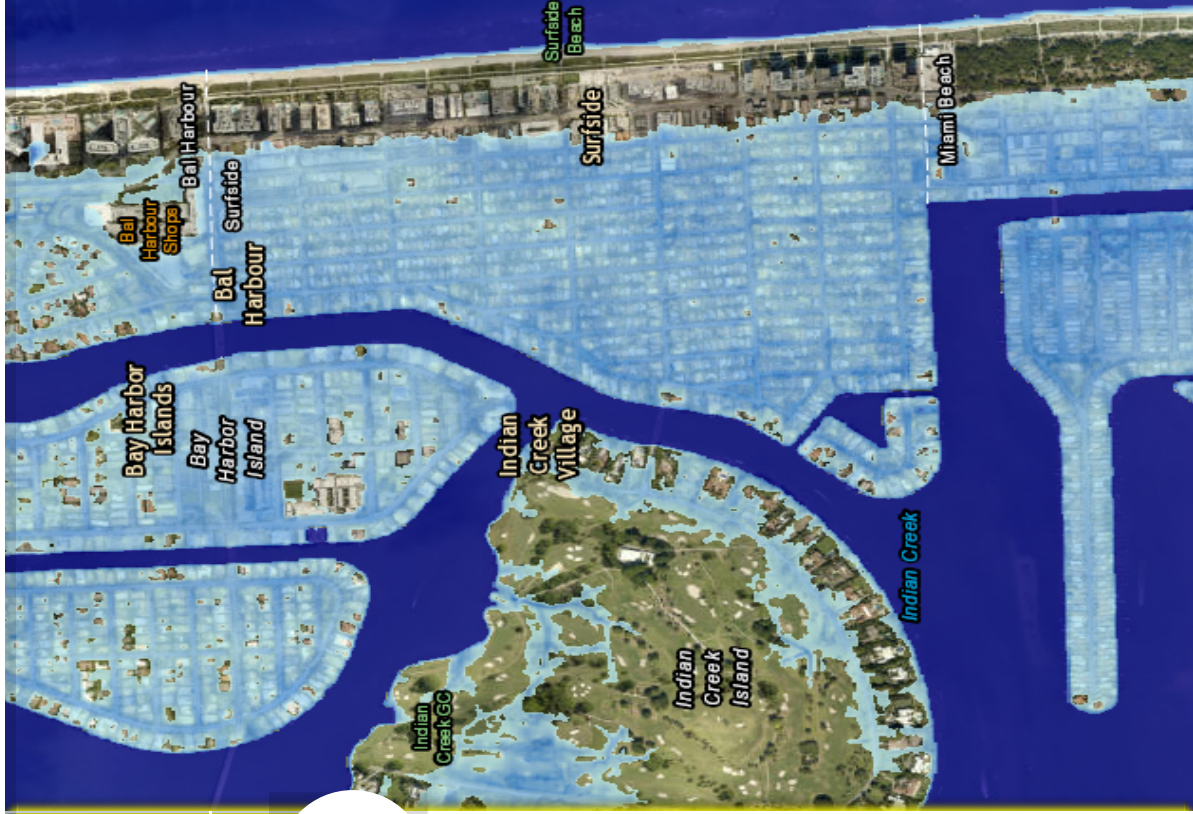 Surfside
Beach
Bal Harbour
Surfside
Surfside
Miami Beach
Bal
Harbour
Shops
Bal
Harbour
Bay Harbor
Islands
Bay
Harbor
Island
Indian
Creek
Village
Indian Creek
Indian
Creek
Island
Indian
Creek GC